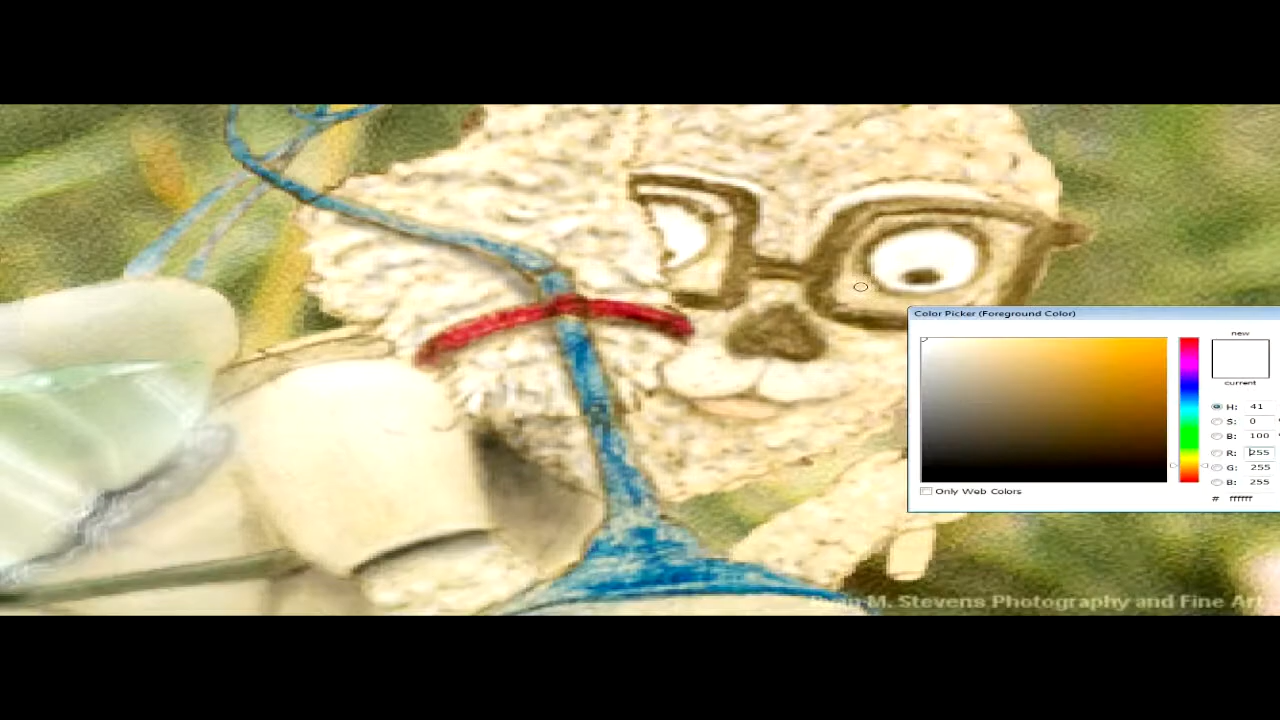 Color Picker (Foreground Color)
new
current
H: 41
S: 0
B: 100
R: 255
G: 255
B: 255
# ffffff
Only Web Colors
M. Stevens Photography and Fine Art